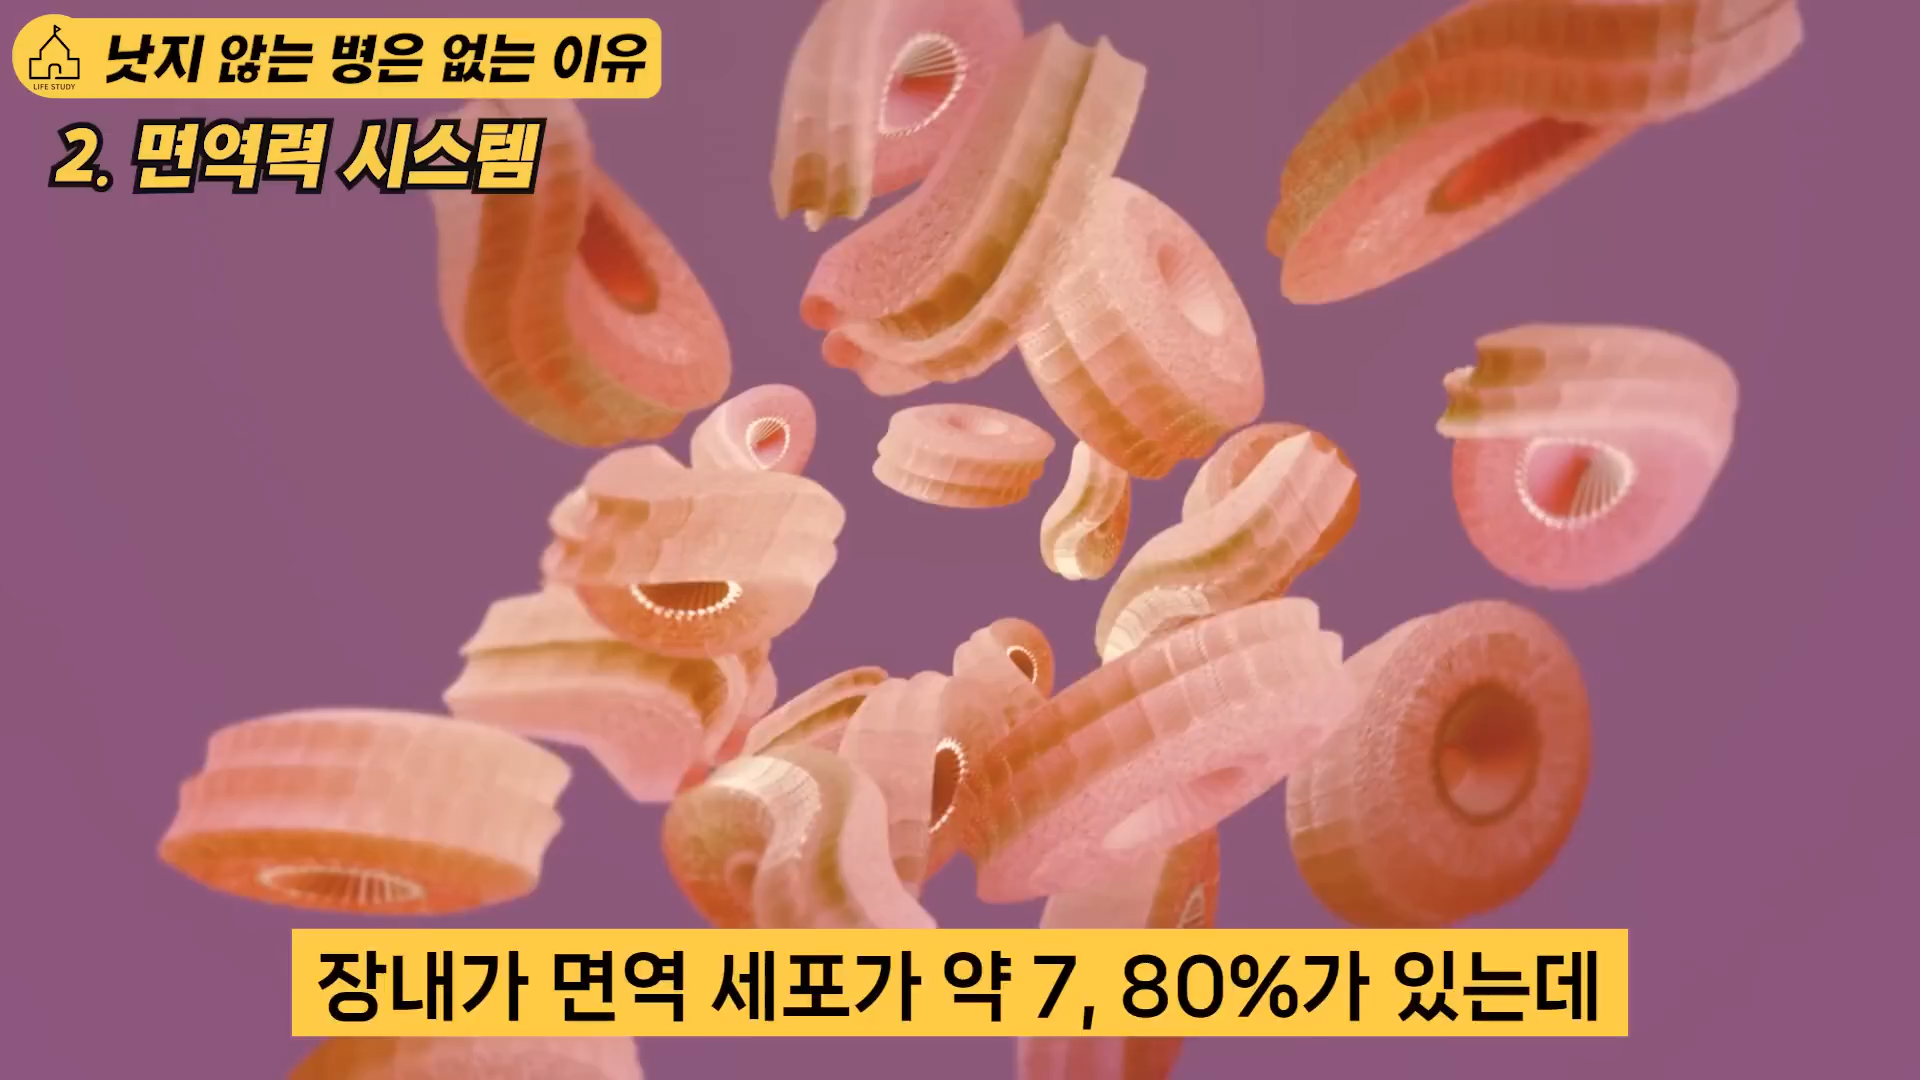 LIFE STUDY
낫지 않는 병은 없는 이유
2. 면역력 시스템
장내가 면역 세포가 약 7, 80%가 있는데